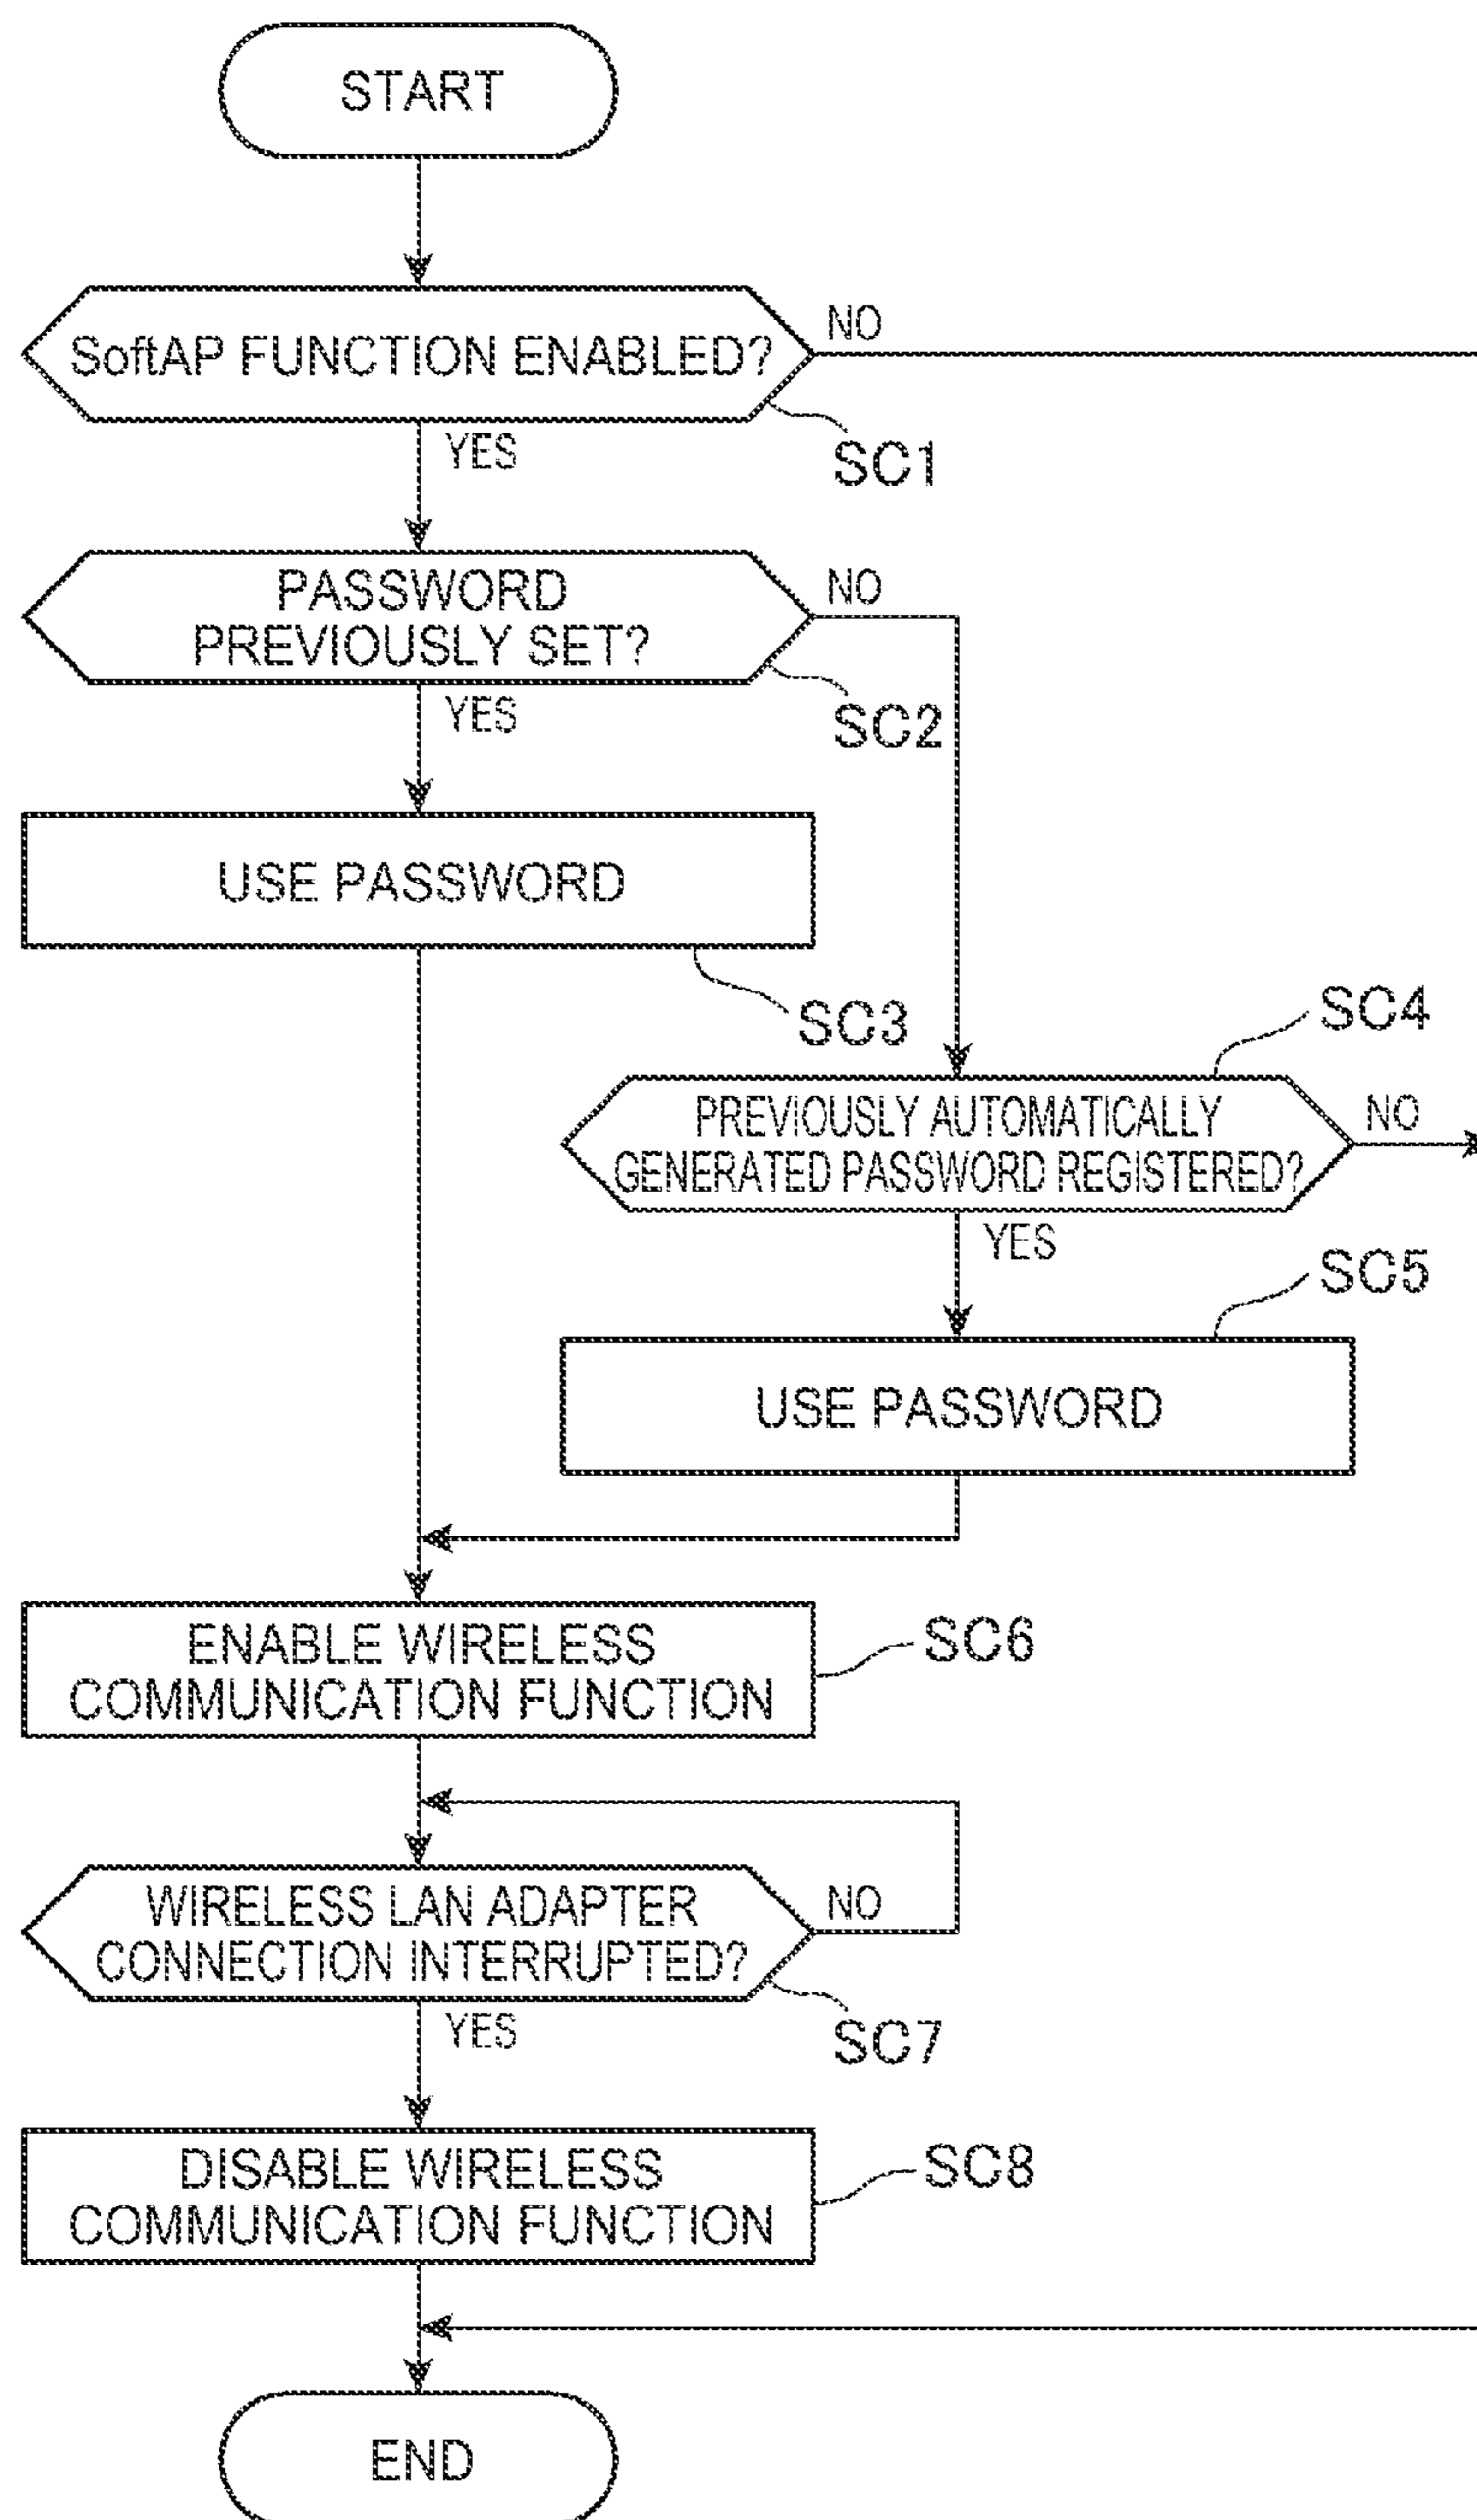 START
SoftAP FUNCTION ENABLED?
NO
SC1
YES
PASSWORD
PREVIOUSLY SET?
NO
SC2
YES
USE PASSWORD
SC3
SC4
PREVIOUSLY AUTOMATICALLY
GENERATED PASSWORD REGISTERED?
NO
YES
SC5
USE PASSWORD
ENABLE WIRELESS
COMMUNICATION FUNCTION
SC6
WIRELESS LAN ADAPTER
CONNECTION INTERRUPTED?
NO
SC7
YES
DISABLE WIRELESS
COMMUNICATION FUNCTION
SC8
END